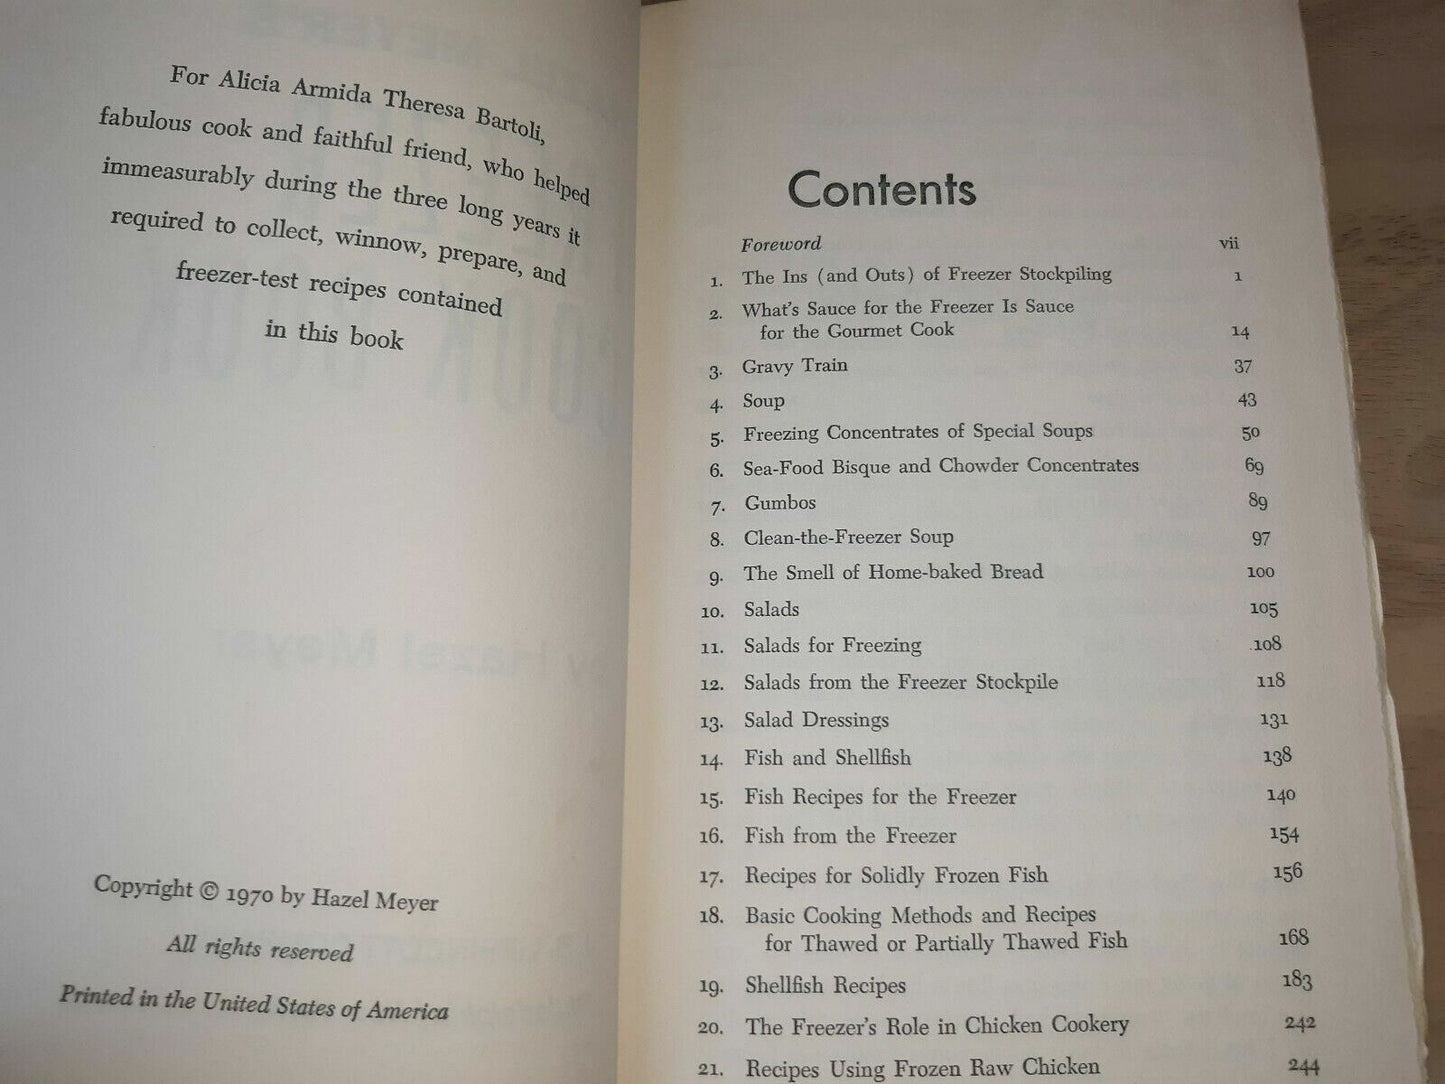 For Alicia Armida Theresa Bartoli,
fabulous cook and faithful friend, who helped
immeasurably during the three long years it
required to collect, winnow, prepare, and
freezer-test recipes contained
in this book
Copyright © 1970 by Hazel Meyer
All rights reserved
Printed in the United States of America
Contents
Foreword vii
1. The Ins (and Outs) of Freezer Stockpiling 1
2. What's Sauce for the Freezer Is Sauce
for the Gourmet Cook 14
3. Gravy Train 37
4. Soup 43
5. Freezing Concentrates of Special Soups 50
6. Sea-Food Bisque and Chowder Concentrates 69
7. Gumbos 89
8. Clean-the-Freezer Soup 97
9. The Smell of Home-baked Bread 100
10. Salads 105
11. Salads for Freezing 108
12. Salads from the Freezer Stockpile 118
13. Salad Dressings 131
14. Fish and Shellfish 138
15. Fish Recipes for the Freezer 140
16. Fish from the Freezer 154
17. Recipes for Solidly Frozen Fish 156
18. Basic Cooking Methods and Recipes
for Thawed or Partially Thawed Fish 168
19. Shellfish Recipes 183
20. The Freezer's Role in Chicken Cookery 242
21. Recipes Using Frozen Raw Chicken 244